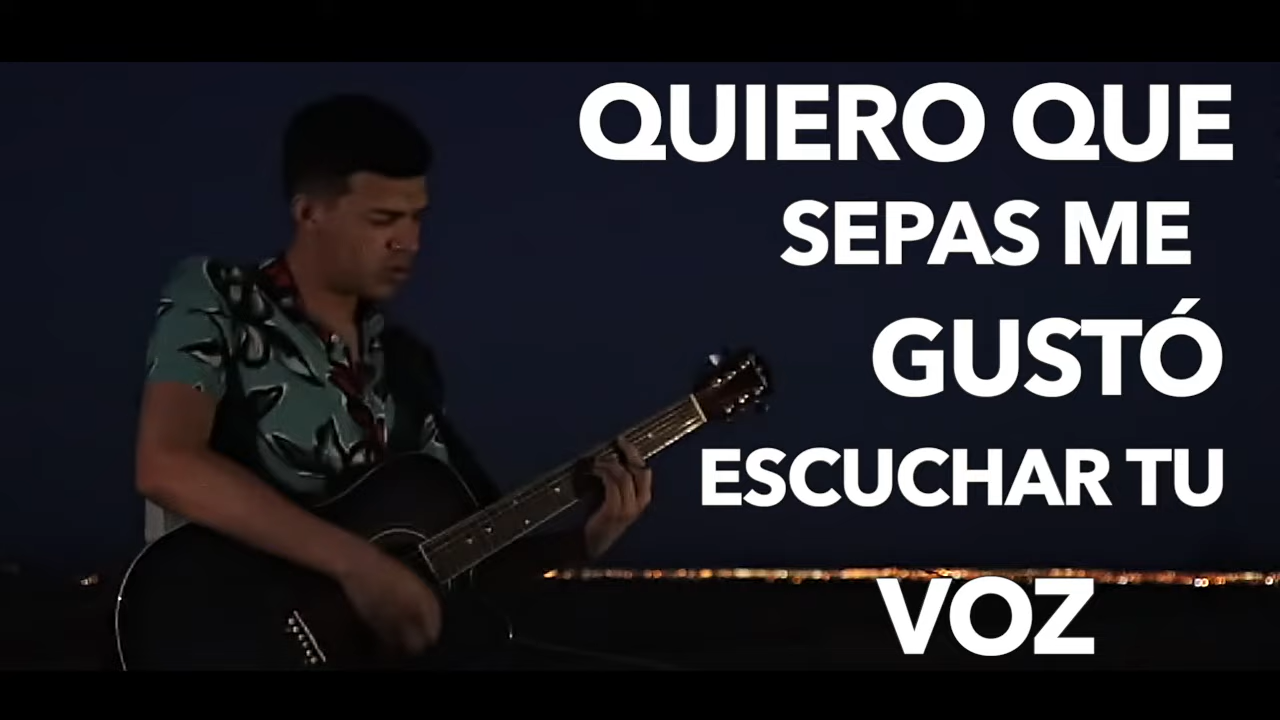 QUIERO QUE
SEPAS ME
GUSTÓ
ESCUCHAR TU
VOZ